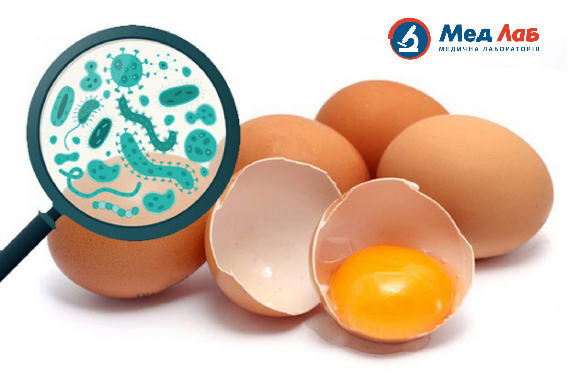 Мед Лаб
МЕДИЧНА ЛАБОРАТОРІЯ